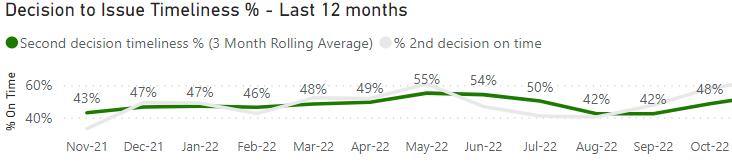 Decision to Issue Timeliness % - Last 12 months
Second decision timeliness % (3 Month Rolling Average) % 2nd decision on time
% On Time
60%
40%
43% 47% 47% 46% 48% 49% 55% 54% 50% 42% 42% 48%
Nov-21 Dec-21 Jan-22 Feb-22 Mar-22 Apr-22 May-22 Jun-22 Jul-22 Aug-22 Sep-22 Oct-22